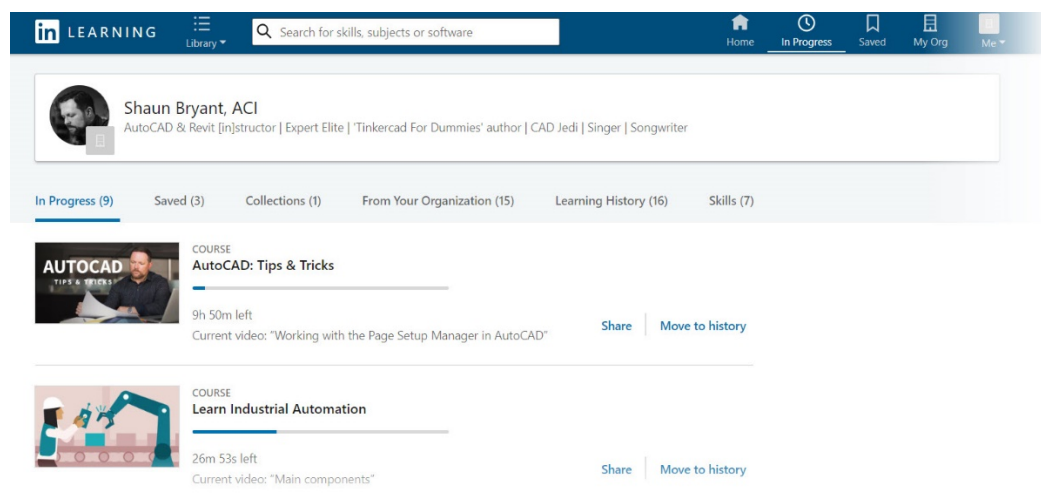 in LEARNING
Library
Search for skills, subjects or software
Home
In Progress
Saved
My Org
Me
Shaun Bryant, ACI
AutoCAD & Revit [in]structor | Expert Elite | 'Tinkercad For Dummies' author | CAD Jedi | Singer | Songwriter
In Progress (9)
Saved (3)
Collections (1)
From Your Organization (15)
Learning History (16)
Skills (7)
AUTOCAD
TIPS & TRICKS
COURSE
AutoCAD: Tips & Tricks
9h 50m left
Current video: "Working with the Page Setup Manager in AutoCAD"
Share
Move to history
COURSE
Learn Industrial Automation
26m 53s left
Current video: "Main components"
Share
Move to history